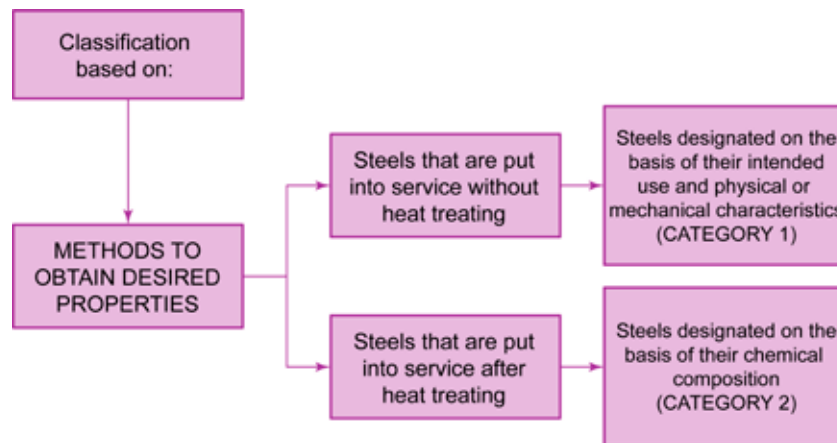 Classification
based on:
METHODS TO
OBTAIN DESIRED
PROPERTIES
Steels that are put
into service without
heat treating
Steels designated on the
basis of their intended
use and physical or
mechanical characteristics
(CATEGORY 1)
Steels that are put
into service after
heat treating
Steels designated on the
basis of their chemical
composition
(CATEGORY 2)